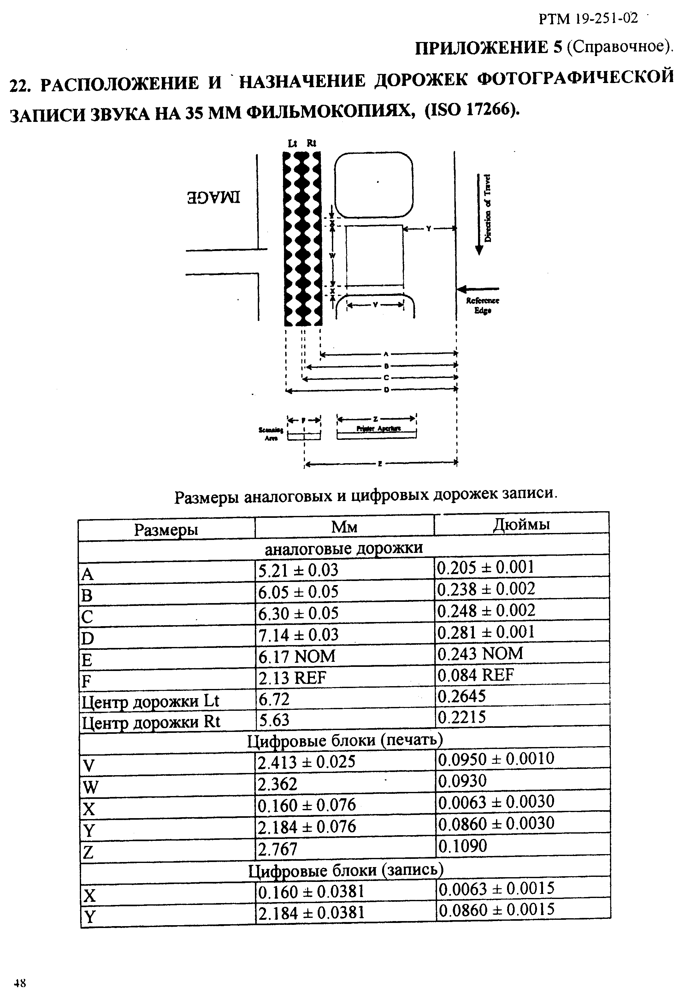 РТМ 19-251-02
ПРИЛОЖЕНИЕ 5 (Справочное).
22. РАСПОЛОЖЕНИЕ И НАЗНАЧЕНИЕ ДОРОЖЕК ФОТОГРАФИЧЕСКОЙ
ЗАПИСИ ЗВУКА НА 35 ММ ФИЛЬМОКОПИЯХ, (ISO 17266).
Lt Rt
IMAGE
Direction of Travel
X
Y
W
X
V
Reference
Edge
A
B
C
D
F
Z
Scanning
Area
Printer Aperture
E
Размеры аналоговых и цифровых дорожек записи.
Размеры Мм Дюймы
аналоговые дорожки
A 5.21 ± 0.03 0.205 ± 0.001
B 6.05 ± 0.05 0.238 ± 0.002
C 6.30 ± 0.05 0.248 ± 0.002
D 7.14 ± 0.03 0.281 ± 0.001
E 6.17 NOM 0.243 NOM
F 2.13 REF 0.084 REF
Центр дорожки Lt 6.72 0.2645
Центр дорожки Rt 5.63 0.2215
Цифровые блоки (печать)
V 2.413 ± 0.025 0.0950 ± 0.0010
W 2.362 0.0930
X 0.160 ± 0.076 0.0063 ± 0.0030
Y 2.184 ± 0.076 0.0860 ± 0.0030
Z 2.767 0.1090
Цифровые блоки (запись)
X 0.160 ± 0.0381 0.0063 ± 0.0015
Y 2.184 ± 0.0381 0.0860 ± 0.0015
48